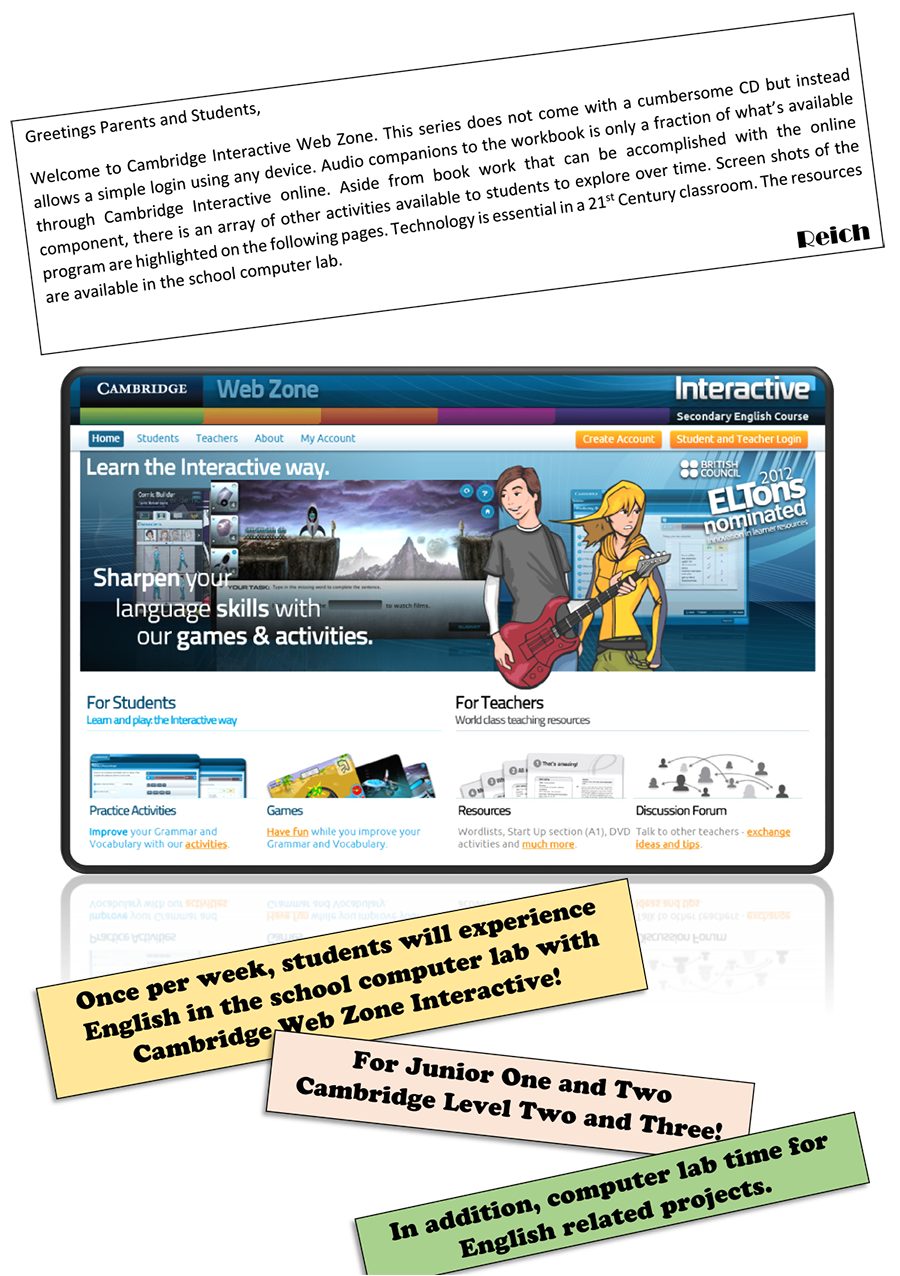 Greetings Parents and Students,
Welcome to Cambridge Interactive Web Zone. This series does not come with a cumbersome CD but instead
allows a simple login using any device. Audio companions to the workbook is only a fraction of what's available
through Cambridge Interactive online. Aside from book work that can be accomplished with the online
component, there is an array of other activities available to students to explore over time. Screen shots of the
program are highlighted on the following pages. Technology is essential in a 21st Century classroom. The resources
are available in the school computer lab.
Reich
CAMBRIDGE Web Zone Interactive
Secondary English Course
Home Students Teachers About My Account Create Account Student and Teacher Login
Learn the Interactive way.
BRITISH
COUNCIL
2012
ELTons
nominated
innovation in learner resources
Comic Builder
CAMBRIDGE
Sharpen your
language skills with
our games & activities.
YOUR TASK: Type in the missing word to complete the sentence.
to watch films.
For Students
Learn and play: the Interactive way
For Teachers
World class teaching resources
That's amazing!
Practice Activities
Improve your Grammar and
Vocabulary with our activities.
Games
Have fun while you improve your
Grammar and Vocabulary.
Resources
Wordlists, Start Up section (A1), DVD
activities and much more.
Discussion Forum
Talk to other teachers - exchange
ideas and tips.
Once per week, students will experience
English in the school computer lab with
Cambridge Web Zone Interactive!
For Junior One and Two
Cambridge Level Two and Three!
In addition, computer lab time for
English related projects.